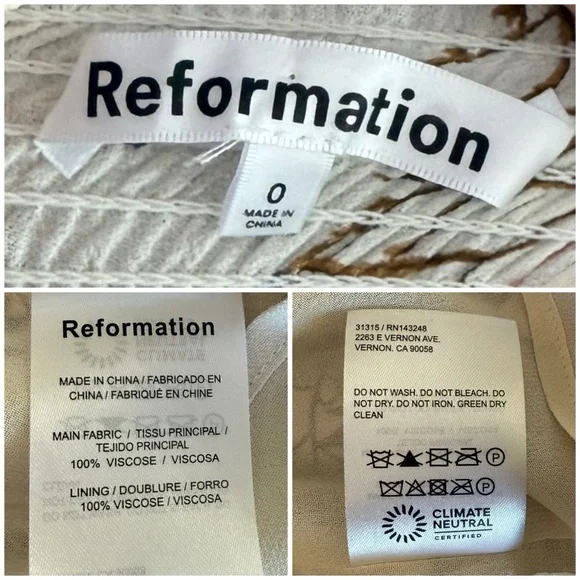 Reformation
0
MADE IN
CHINA
Reformation
MADE IN CHINA / FABRICADO EN
CHINA / FABRIQUÉ EN CHINE
MAIN FABRIC / TISSU PRINCIPAL /
TEJIDO PRINCIPAL
100% VISCOSE / VISCOSA
LINING / DOUBLURE / FORRO
100% VISCOSE / VISCOSA
31315 / RN143248
2263 E VERNON AVE.
VERNON. CA 90058
DO NOT WASH. DO NOT BLEACH. DO
NOT DRY. DO NOT IRON. GREEN DRY
CLEAN
P
P
CLIMATE
NEUTRAL
CERTIFIED